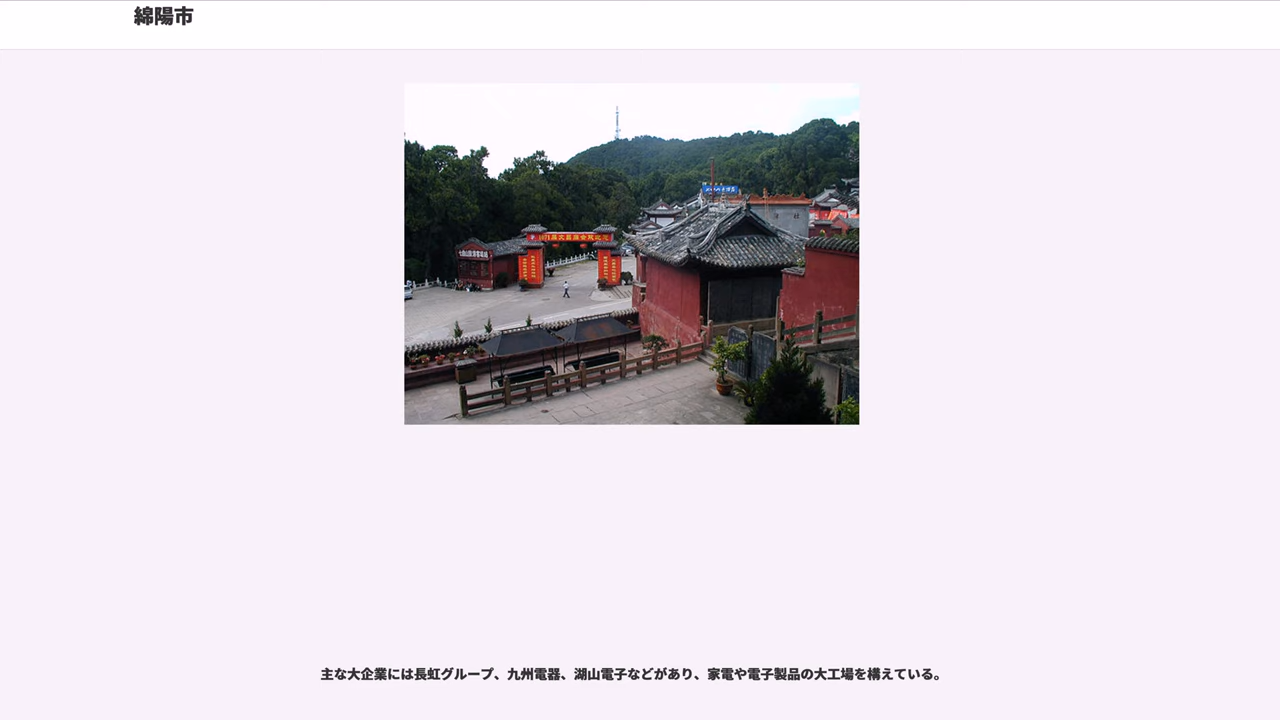 綿陽市
主な大企業には長虹グループ、九州電器、湖山電子などがあり、家電や電子製品の大工場を構えている。